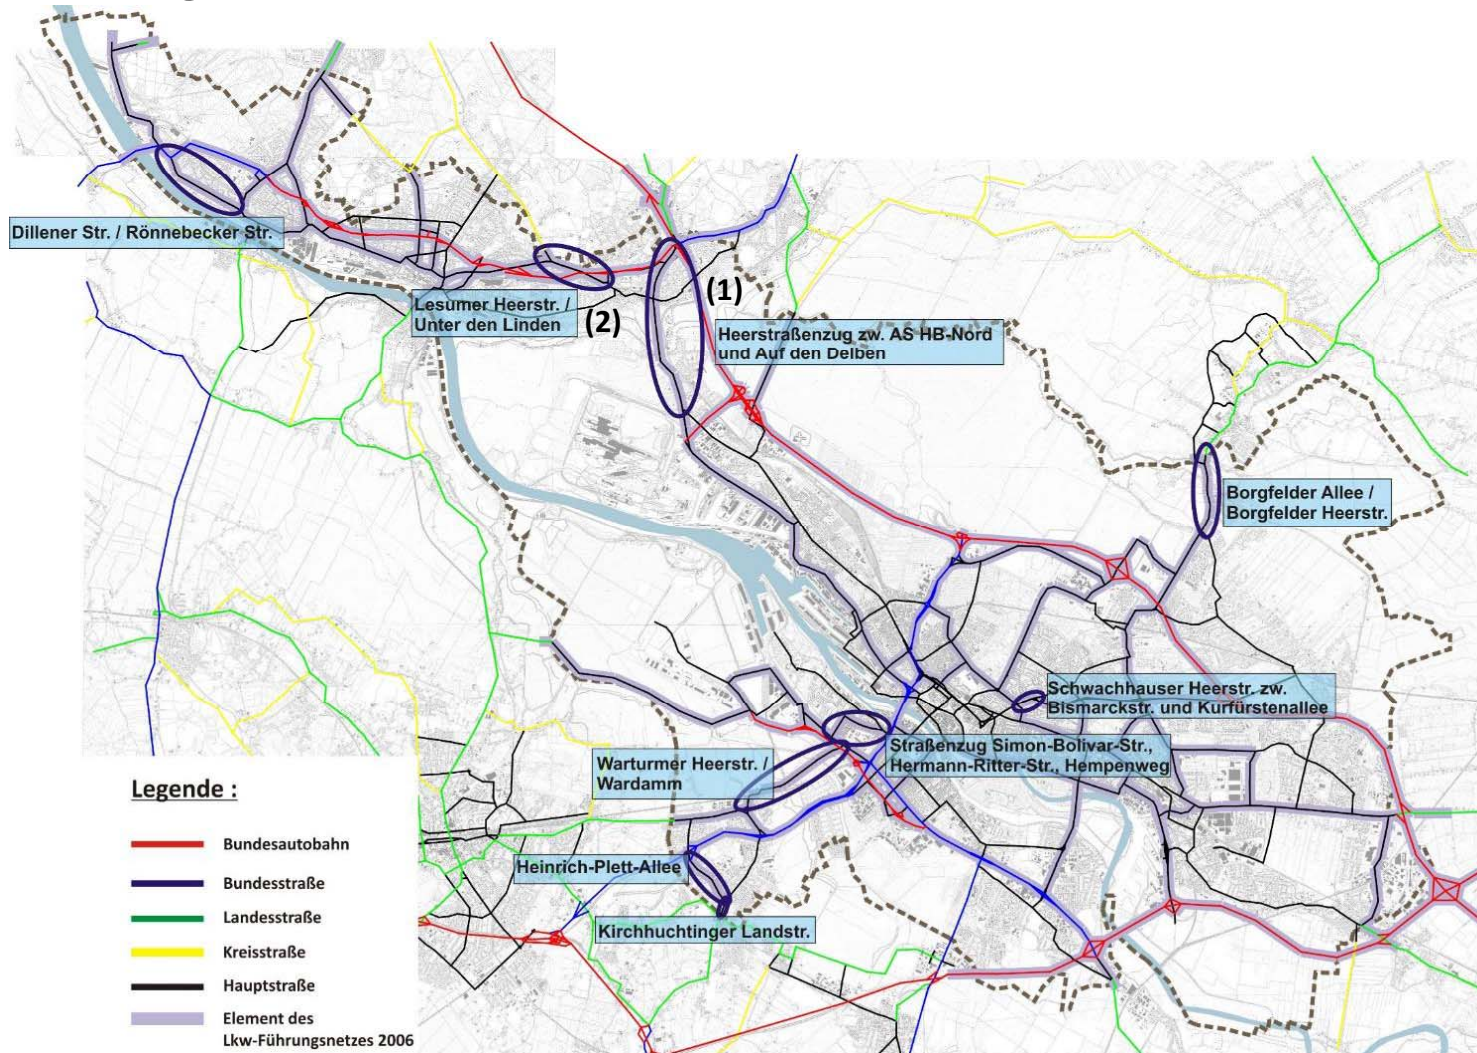 Dillener Str. / Rönnebecker Str.
Lesumer Heerstr. /
Unter den Linden
(2)
(1)
Heerstraßenzug zw. AS HB-Nord
und Auf den Delben
Borgfelder Allee /
Borgfelder Heerstr.
Schwachhauser Heerstr. zw.
Bismarckstr. und Kurfürstenallee
Straßenzug Simon-Bolivar-Str.,
Hermann-Ritter-Str., Hempenweg
Warturmer Heerstr. /
Wardamm
Heinrich-Plett-Allee
Kirchhuchtinger Landstr.
Legende :
Bundesautobahn
Bundesstraße
Landesstraße
Kreisstraße
Hauptstraße
Element des
Lkw-Führungsnetzes 2006